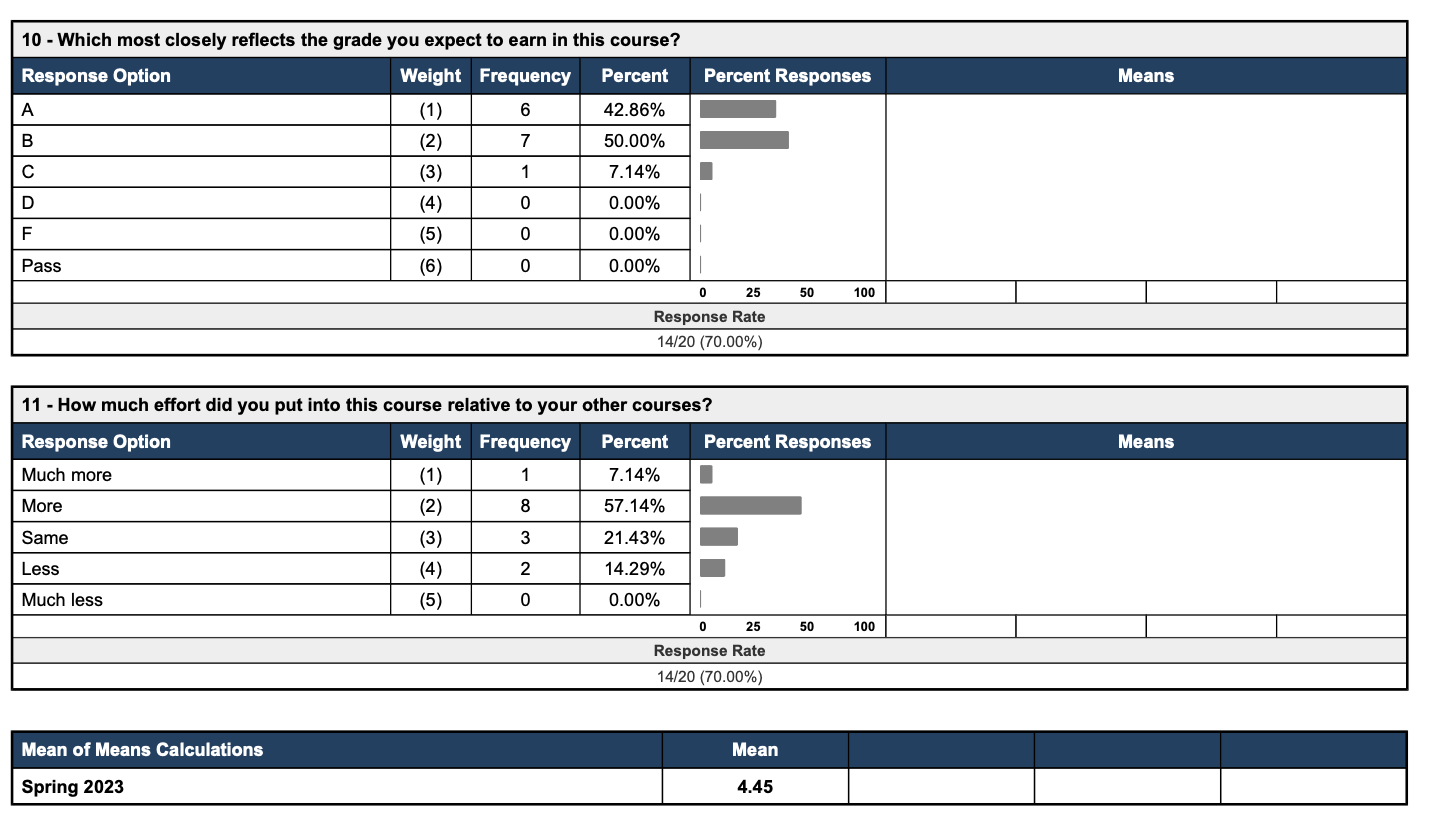 10 - Which most closely reflects the grade you expect to earn in this course?
Response Option Weight Frequency Percent Percent Responses Means
A (1) 6 42.86%
B (2) 7 50.00%
C (3) 1 7.14%
D (4) 0 0.00%
F (5) 0 0.00%
Pass (6) 0 0.00%
0 25 50 100
Response Rate
14/20 (70.00%)
11 - How much effort did you put into this course relative to your other courses?
Response Option Weight Frequency Percent Percent Responses Means
Much more (1) 1 7.14%
More (2) 8 57.14%
Same (3) 3 21.43%
Less (4) 2 14.29%
Much less (5) 0 0.00%
0 25 50 100
Response Rate
14/20 (70.00%)
Mean of Means Calculations Mean
Spring 2023 4.45